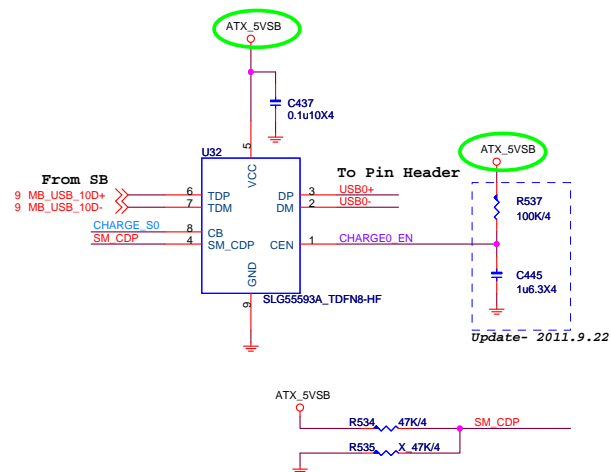 ATX_5VSB
C437
0.1u10X4
5
U32
VCC
From SB
To Pin Header
ATX_5VSB
9 MB_USB_10D+
6
TDP
DP
3
USB0+
9 MB_USB_10D-
7
TDM
DM
2
USB0-
R537
100K/4
CHARGE_S0
8
CB
SM_CDP
4
SM_CDP
CEN
1
CHARGE0_EN
GND
C445
1u6.3X4
9
SLG55593A_TDFN8-HF
Update- 2011.9.22
ATX_5VSB
R534
47K/4
SM_CDP
R535
X_47K/4